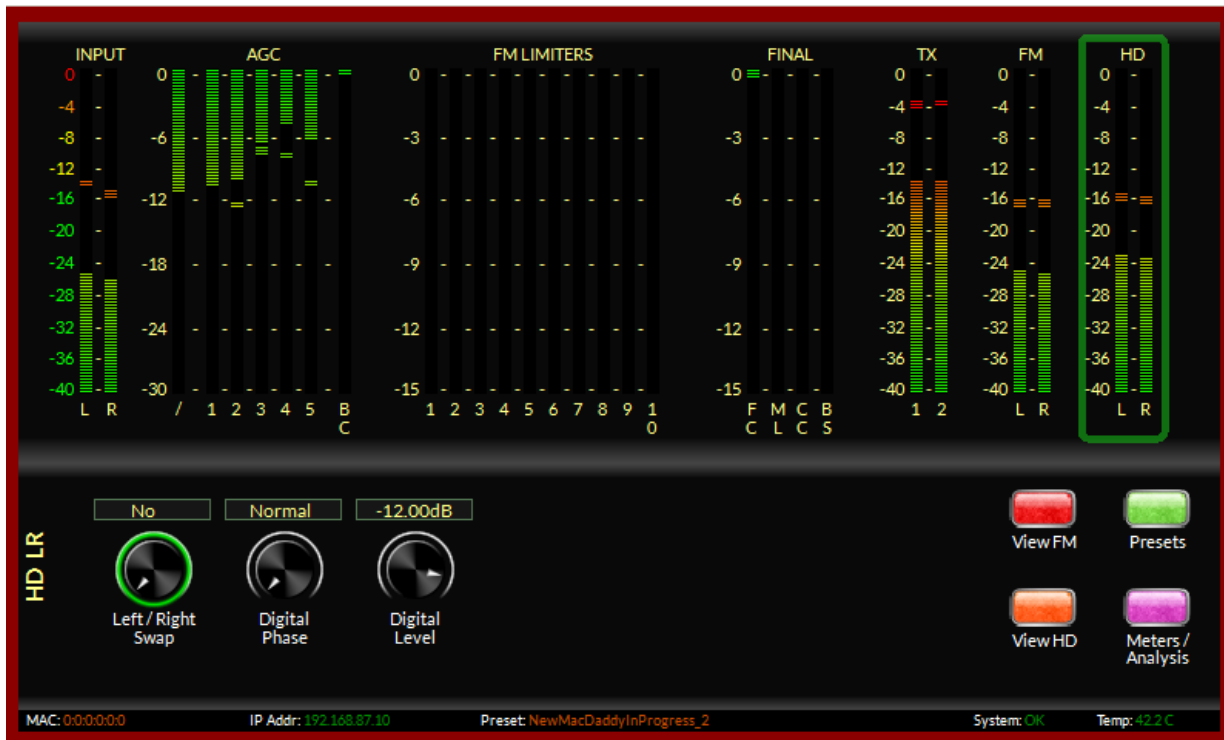 INPUT AGC FM LIMITERS FINAL TX FM HD
0 0 0 0 0 0 0
-4 -4 -4 -4
-8 -6 -3 -3 -8 -8 -8
-12 -12 -12 -12
-16 -12 -6 -6 -16 -16 -16
-20 -20 -20 -20
-24 -18 -9 -9 -24 -24 -24
-28 -28 -28 -28
-32 -24 -12 -12 -32 -32 -32
-36 -36 -36 -36
-40 -30 -15 -15 -40 -40 -40
L R / 1 2 3 4 5 B 1 2 3 4 5 6 7 8 9 1 F M C B 1 2 L R L R
C 0 C L C S
HD LR
No Normal -12.00dB
Left / Right Digital Digital
Swap Phase Level
View FM Presets
View HD Meters /
Analysis
MAC: 0:0:0:0:0:0 IP Addr: 192.168.87.10 Preset: NewMacDaddyInProgress_2 System: OK Temp: 42.2 C